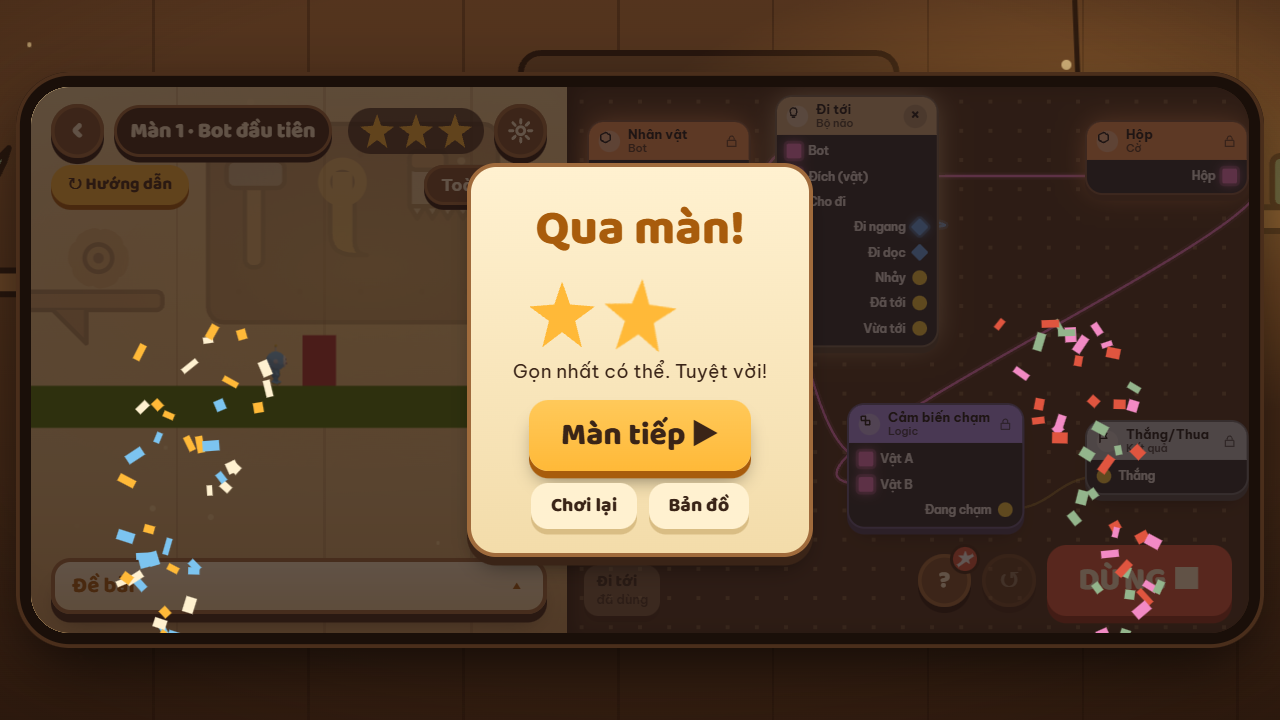 Màn 1 · Bot đầu tiên
↻ Hướng dẫn
Nhân vật
Bot
Đi tới
Bộ não
×
Bot
Đích (vật)
Cho đi
Đi ngang
Đi dọc
Nhảy
Đã tới
Vừa tới
Hộp
Cờ
Hộp
Qua màn!
Gọn nhất có thể. Tuyệt vời!
Màn tiếp ▶
Chơi lại
Bản đồ
Cảm biến chạm
Logic
Vật A
Vật B
Đang chạm
Thắng/Thua
Thắng
Đi tới
đã dùng
?
↺
DỪNG